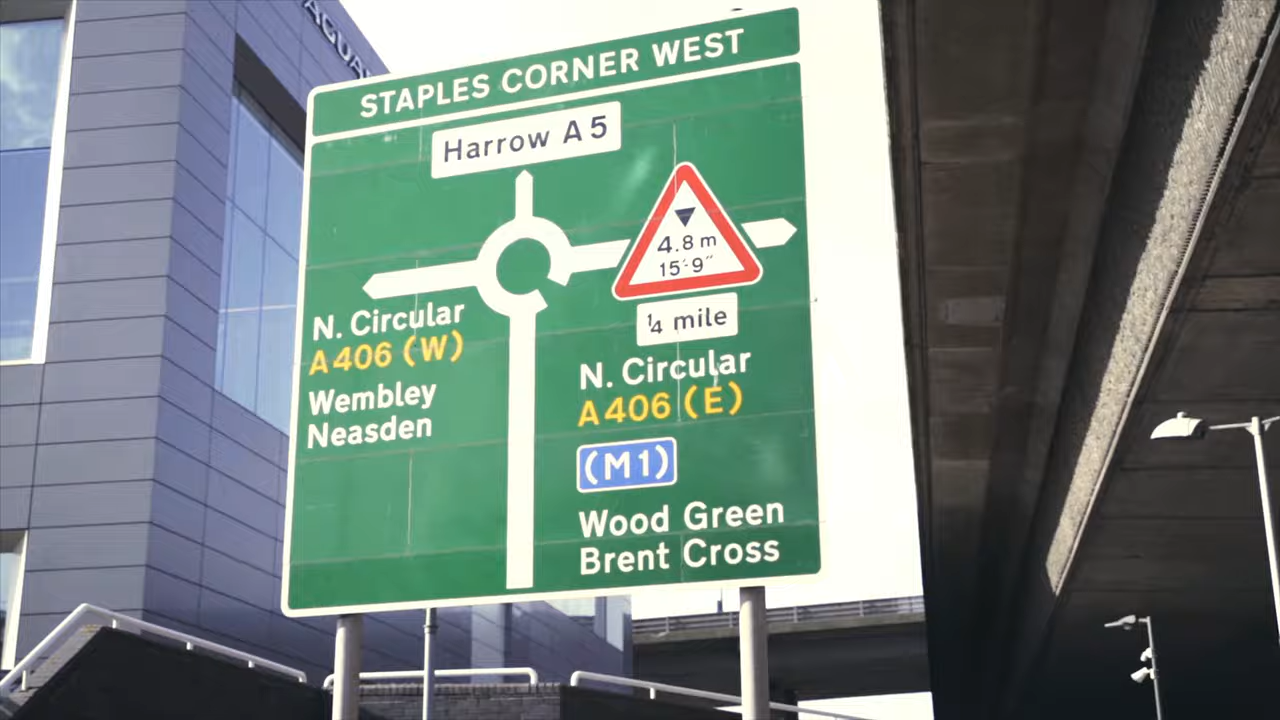 STAPLES CORNER WEST
Harrow A5
4.8 m
15'-9"
¼ mile
N. Circular
A406 (W)
Wembley
Neasden
N. Circular
A406 (E)
(M1)
Wood Green
Brent Cross